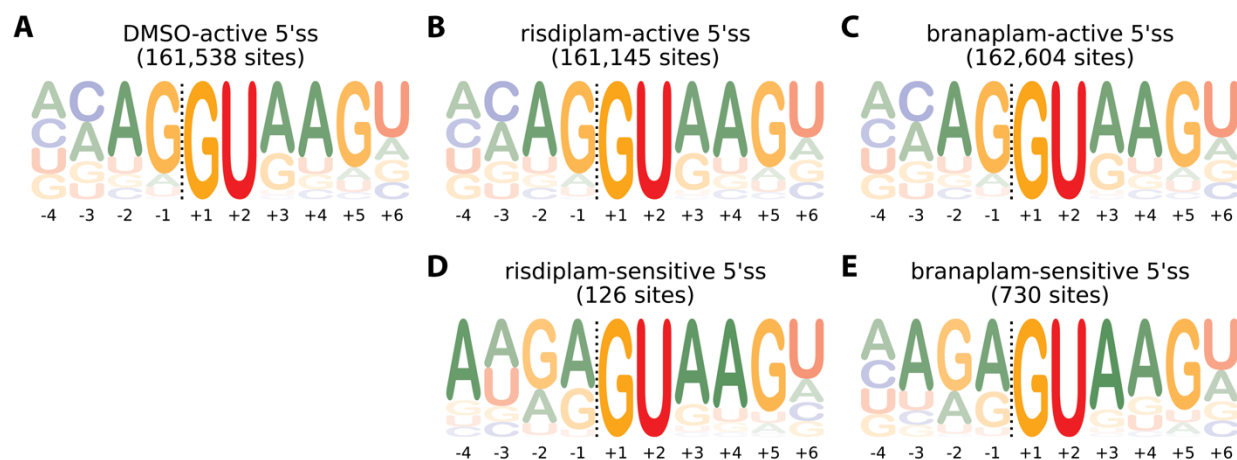 A
DMSO-active 5'ss
(161,538 sites)
A C A G G U A A G U
C A U A G U U A A
U G G U G C C U G
G U C C U G G C C
-4 -3 -2 -1 +1 +2 +3 +4 +5 +6
B
risdiplam-active 5'ss
(161,145 sites)
A C A G G U A A G U
-4 -3 -2 -1 +1 +2 +3 +4 +5 +6
C
branaplam-active 5'ss
(162,604 sites)
A C A G G U A A G U
-4 -3 -2 -1 +1 +2 +3 +4 +5 +6
D
risdiplam-sensitive 5'ss
(126 sites)
A A G A G U A A G U
U A G A
-4 -3 -2 -1 +1 +2 +3 +4 +5 +6
E
branaplam-sensitive 5'ss
(730 sites)
A A G A G U A A G U
C A G A
-4 -3 -2 -1 +1 +2 +3 +4 +5 +6